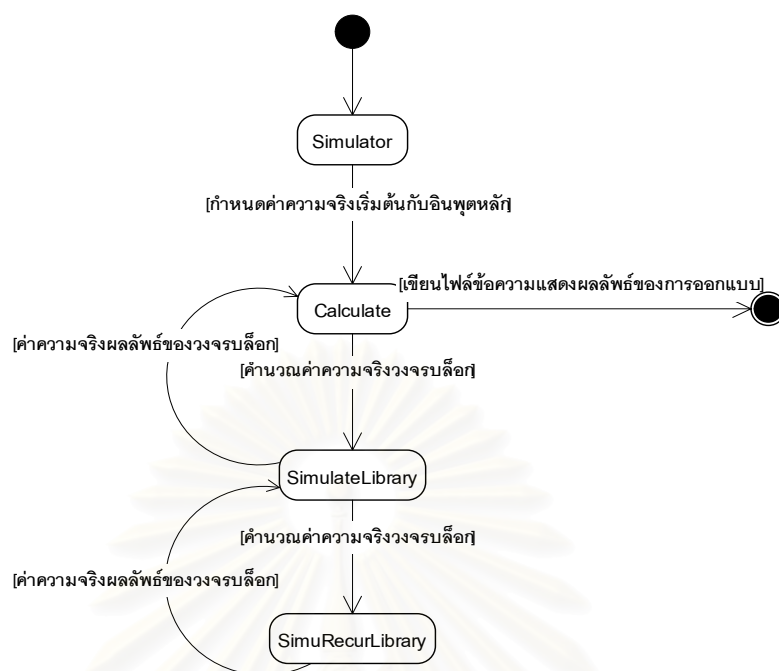 Simulator
[กำหนดค่าความจริงเริ่มต้นกับอินพุตหลัก]
[เขียนไฟล์ข้อความแสดงผลลัพธ์ของการออกแบบ]
Calculate
[ค่าความจริงผลลัพธ์ของวงจรบล็อก]
[คำนวณค่าความจริงวงจรบล็อก]
SimulateLibrary
[คำนวณค่าความจริงวงจรบล็อก]
[ค่าความจริงผลลัพธ์ของวงจรบล็อก]
SimuRecurLibrary